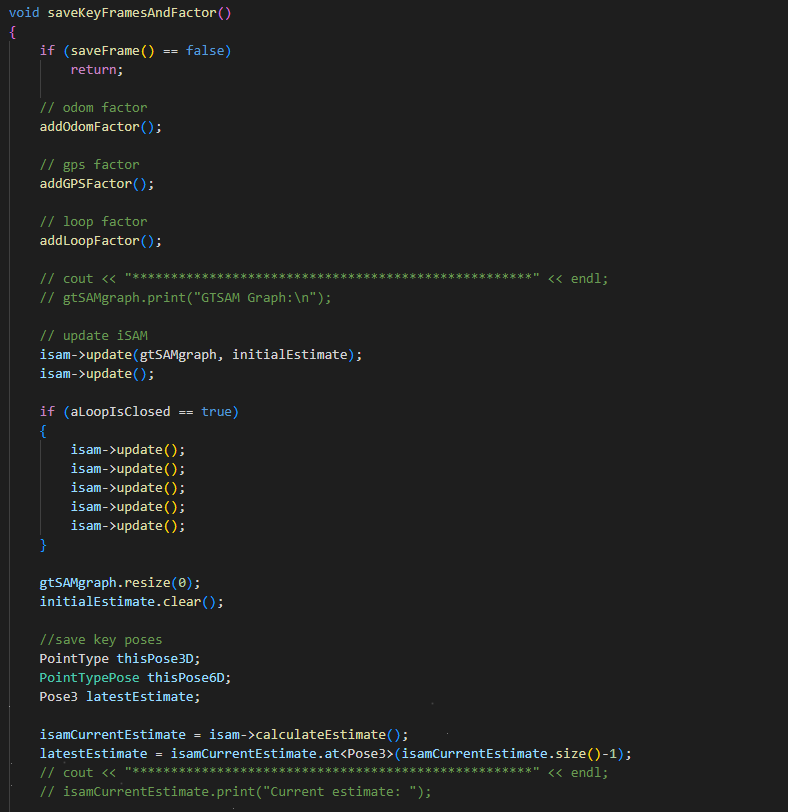 void saveKeyFramesAndFactor()
{
    if (saveFrame() == false)
        return;

    // odom factor
    addOdomFactor();

    // gps factor
    addGPSFactor();

    // loop factor
    addLoopFactor();

    // cout << "****************************************************" << endl;
    // gtSAMgraph.print("GTSAM Graph:\n");

    // update iSAM
    isam->update(gtSAMgraph, initialEstimate);
    isam->update();

    if (aLoopIsClosed == true)
    {
        isam->update();
        isam->update();
        isam->update();
        isam->update();
        isam->update();
    }

    gtSAMgraph.resize(0);
    initialEstimate.clear();

    //save key poses
    PointType thisPose3D;
    PointTypePose thisPose6D;
    Pose3 latestEstimate;

    isamCurrentEstimate = isam->calculateEstimate();
    latestEstimate = isamCurrentEstimate.at<Pose3>(isamCurrentEstimate.size()-1);
    // cout << "****************************************************" << endl;
    // isamCurrentEstimate.print("Current estimate: ");